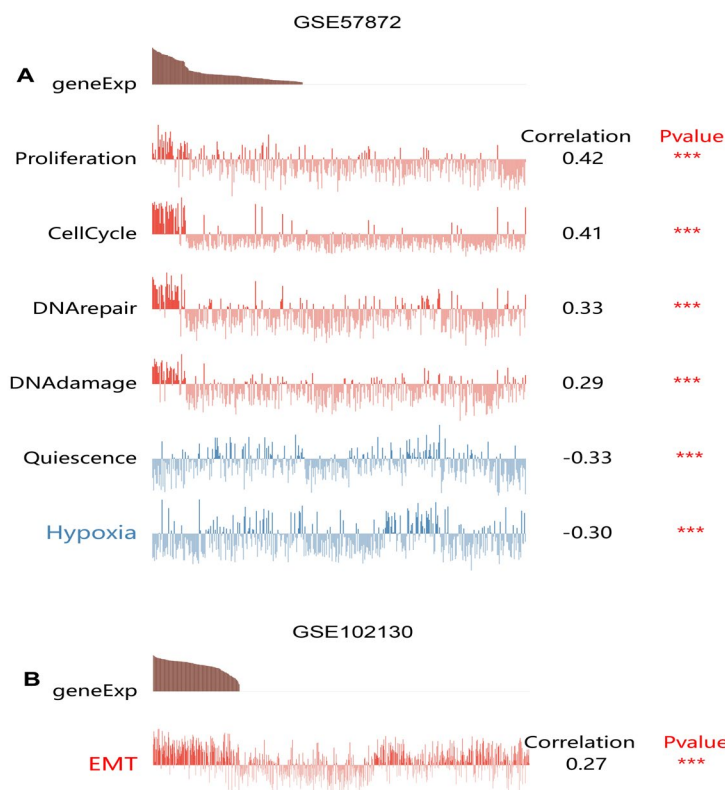 GSE57872
A
geneExp
Correlation Pvalue
Proliferation 0.42 ***
CellCycle 0.41 ***
DNArepair 0.33 ***
DNAdamage 0.29 ***
Quiescence -0.33 ***
Hypoxia -0.30 ***
GSE102130
B
geneExp
Correlation Pvalue
EMT 0.27 ***